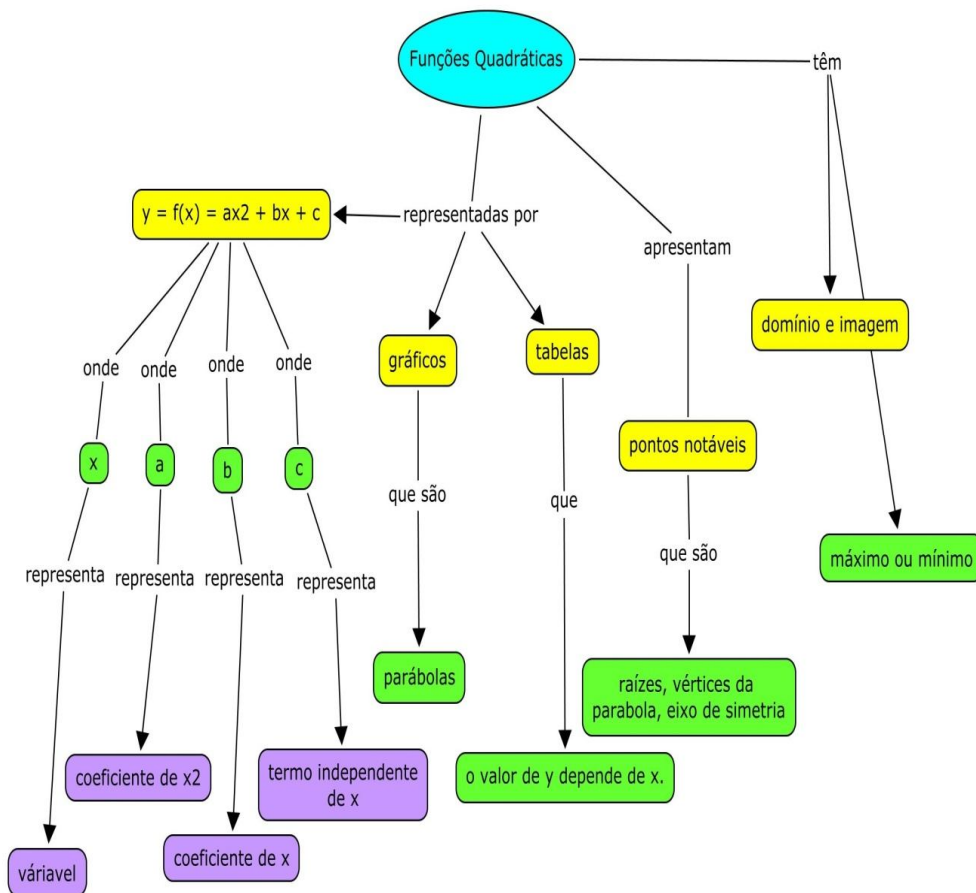 Funções Quadráticas
têm
y = f(x) = ax2 + bx + c
representadas por
apresentam
domínio e imagem
gráficos
tabelas
onde
onde
onde
onde
x
a
b
c
pontos notáveis
que são
que
que são
máximo ou mínimo
representa
representa
representa
representa
parábolas
raízes, vértices da
parabola, eixo de simetria
coeficiente de x2
termo independente
de x
o valor de y depende de x.
váriavel
coeficiente de x